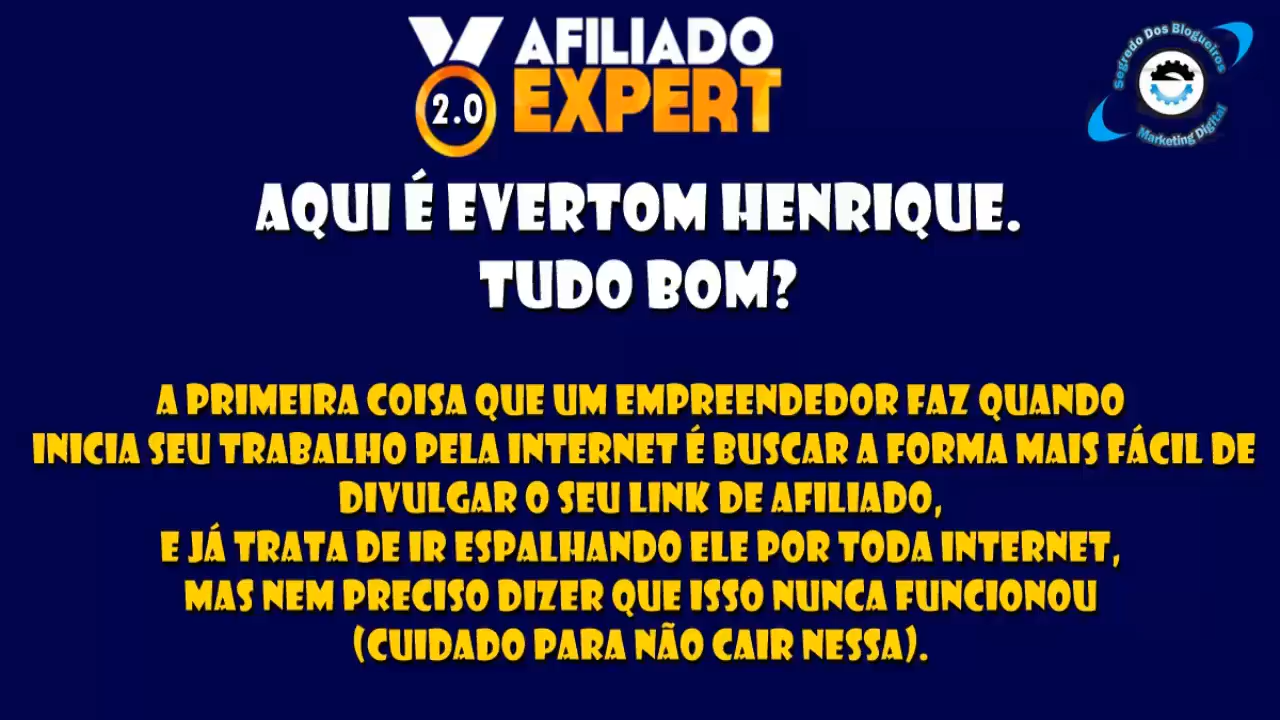 AFILIADO
EXPERT
2.0
Segredo Dos Blogueiros
Marketing Digital
AQUI É EVERTOM HENRIQUE.
TUDO BOM?
A PRIMEIRA COISA QUE UM EMPREENDEDOR FAZ QUANDO
INICIA SEU TRABALHO PELA INTERNET É BUSCAR A FORMA MAIS FÁCIL DE
DIVULGAR O SEU LINK DE AFILIADO,
E JÁ TRATA DE IR ESPALHANDO ELE POR TODA INTERNET,
MAS NEM PRECISO DIZER QUE ISSO NUNCA FUNCIONOU
(CUIDADO PARA NÃO CAIR NESSA).